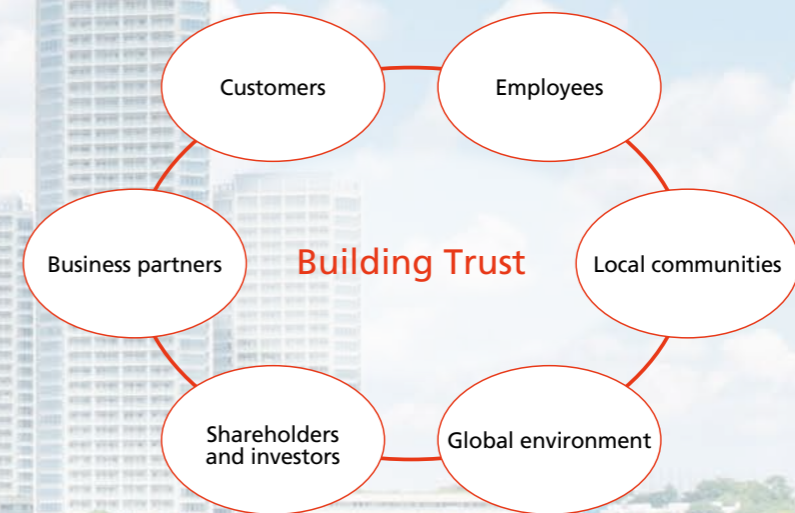 Customers
Employees
Business partners
Building Trust
Local communities
Shareholders
and investors
Global environment